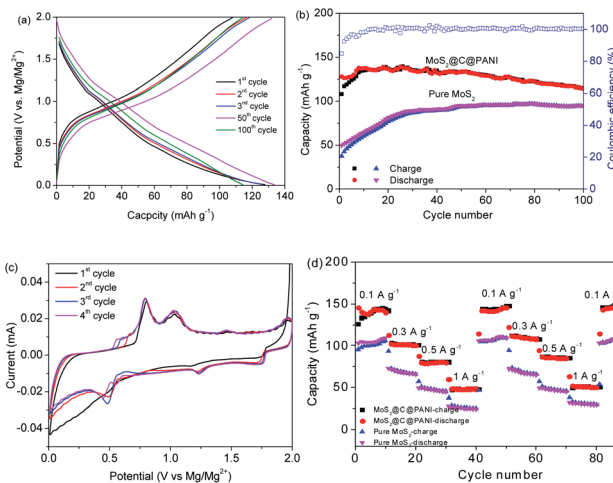 (a)
Potential (V vs. Mg/Mg²⁺)
2.0
1.5
1.0
0.5
0.0
1ˢᵗ cycle
2ʳᵈ cycle
3ⁿᵈ cycle
50ᵗʰ cycle
100ᵗʰ cycle
0 20 40 60 80 100 120 140
Cacpcity (mAh g⁻¹)
(b)
Capacity (mAh g⁻¹)
200
150
100
50
0
MoS₂@C@PANI
Pure MoS₂
Charge
Discharge
100
80
60
40
20
0
Coulombic efficiency (%)
0 20 40 60 80 100
Cycle number
(c)
Current (mA)
0.04
0.02
0.00
-0.02
-0.04
1ˢᵗ cycle
2ⁿᵈ cycle
3ʳᵈ cycle
4ᵗʰ cycle
0.0 0.5 1.0 1.5 2.0
Potential (V vs Mg/Mg²⁺)
(d)
Capacity (mAh g⁻¹)
200
150
100
50
0
0.1 A g⁻¹
0.3 A g⁻¹
0.5 A g⁻¹
1 A g⁻¹
0.1 A g⁻¹
0.3 A g⁻¹
0.5 A g⁻¹
1 A g⁻¹
0.1 A
MoS₂@C@PANI-charge
MoS₂@C@PANI-discharge
Pure MoS₂-charge
Pure MoS₂-discharge
0 20 40 60 80
Cycle number